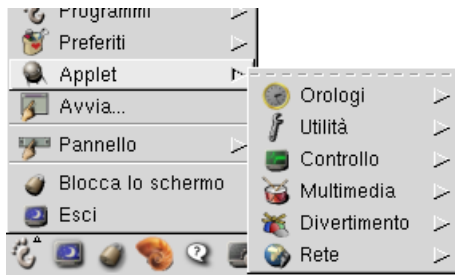 Programmi
Preferiti
Applet
Avvia...
Pannello
Blocca lo schermo
Esci
Orologi
Utilità
Controllo
Multimedia
Divertimento
Rete